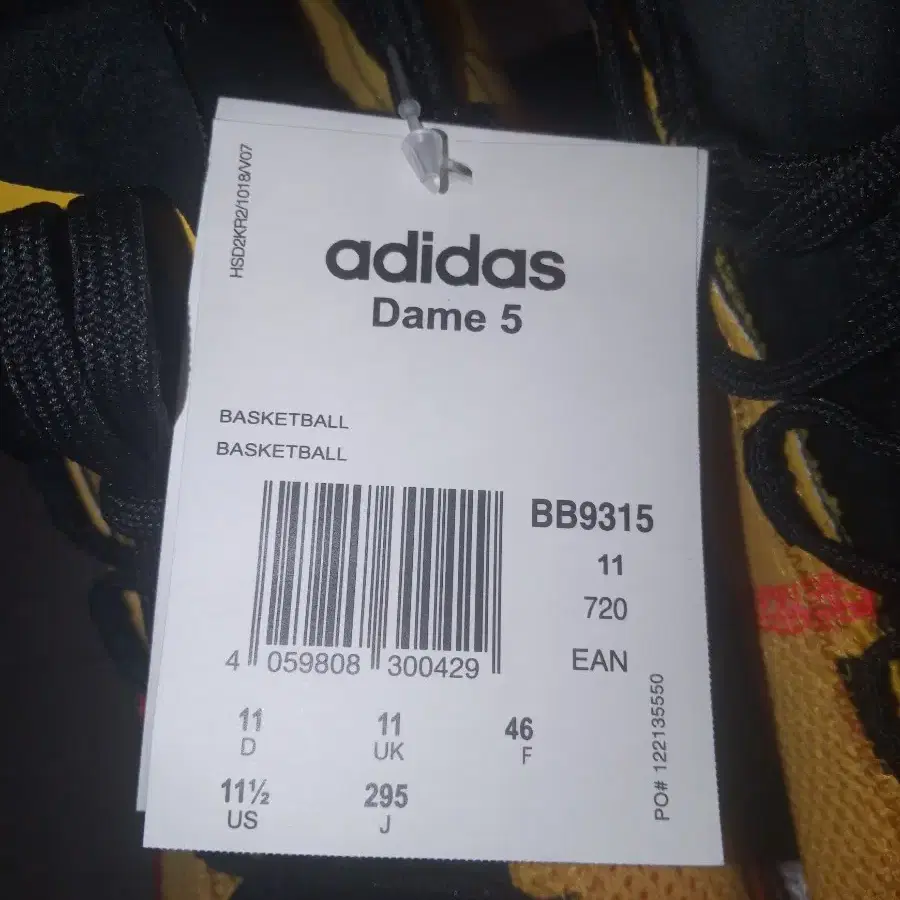 HSD2KR2/1018/V07
adidas
Dame 5
BASKETBALL
BASKETBALL
BB9315
11
720
EAN
4 059808 300429
11 11 46
D UK F
11½ 295
US J
PO# 122135550